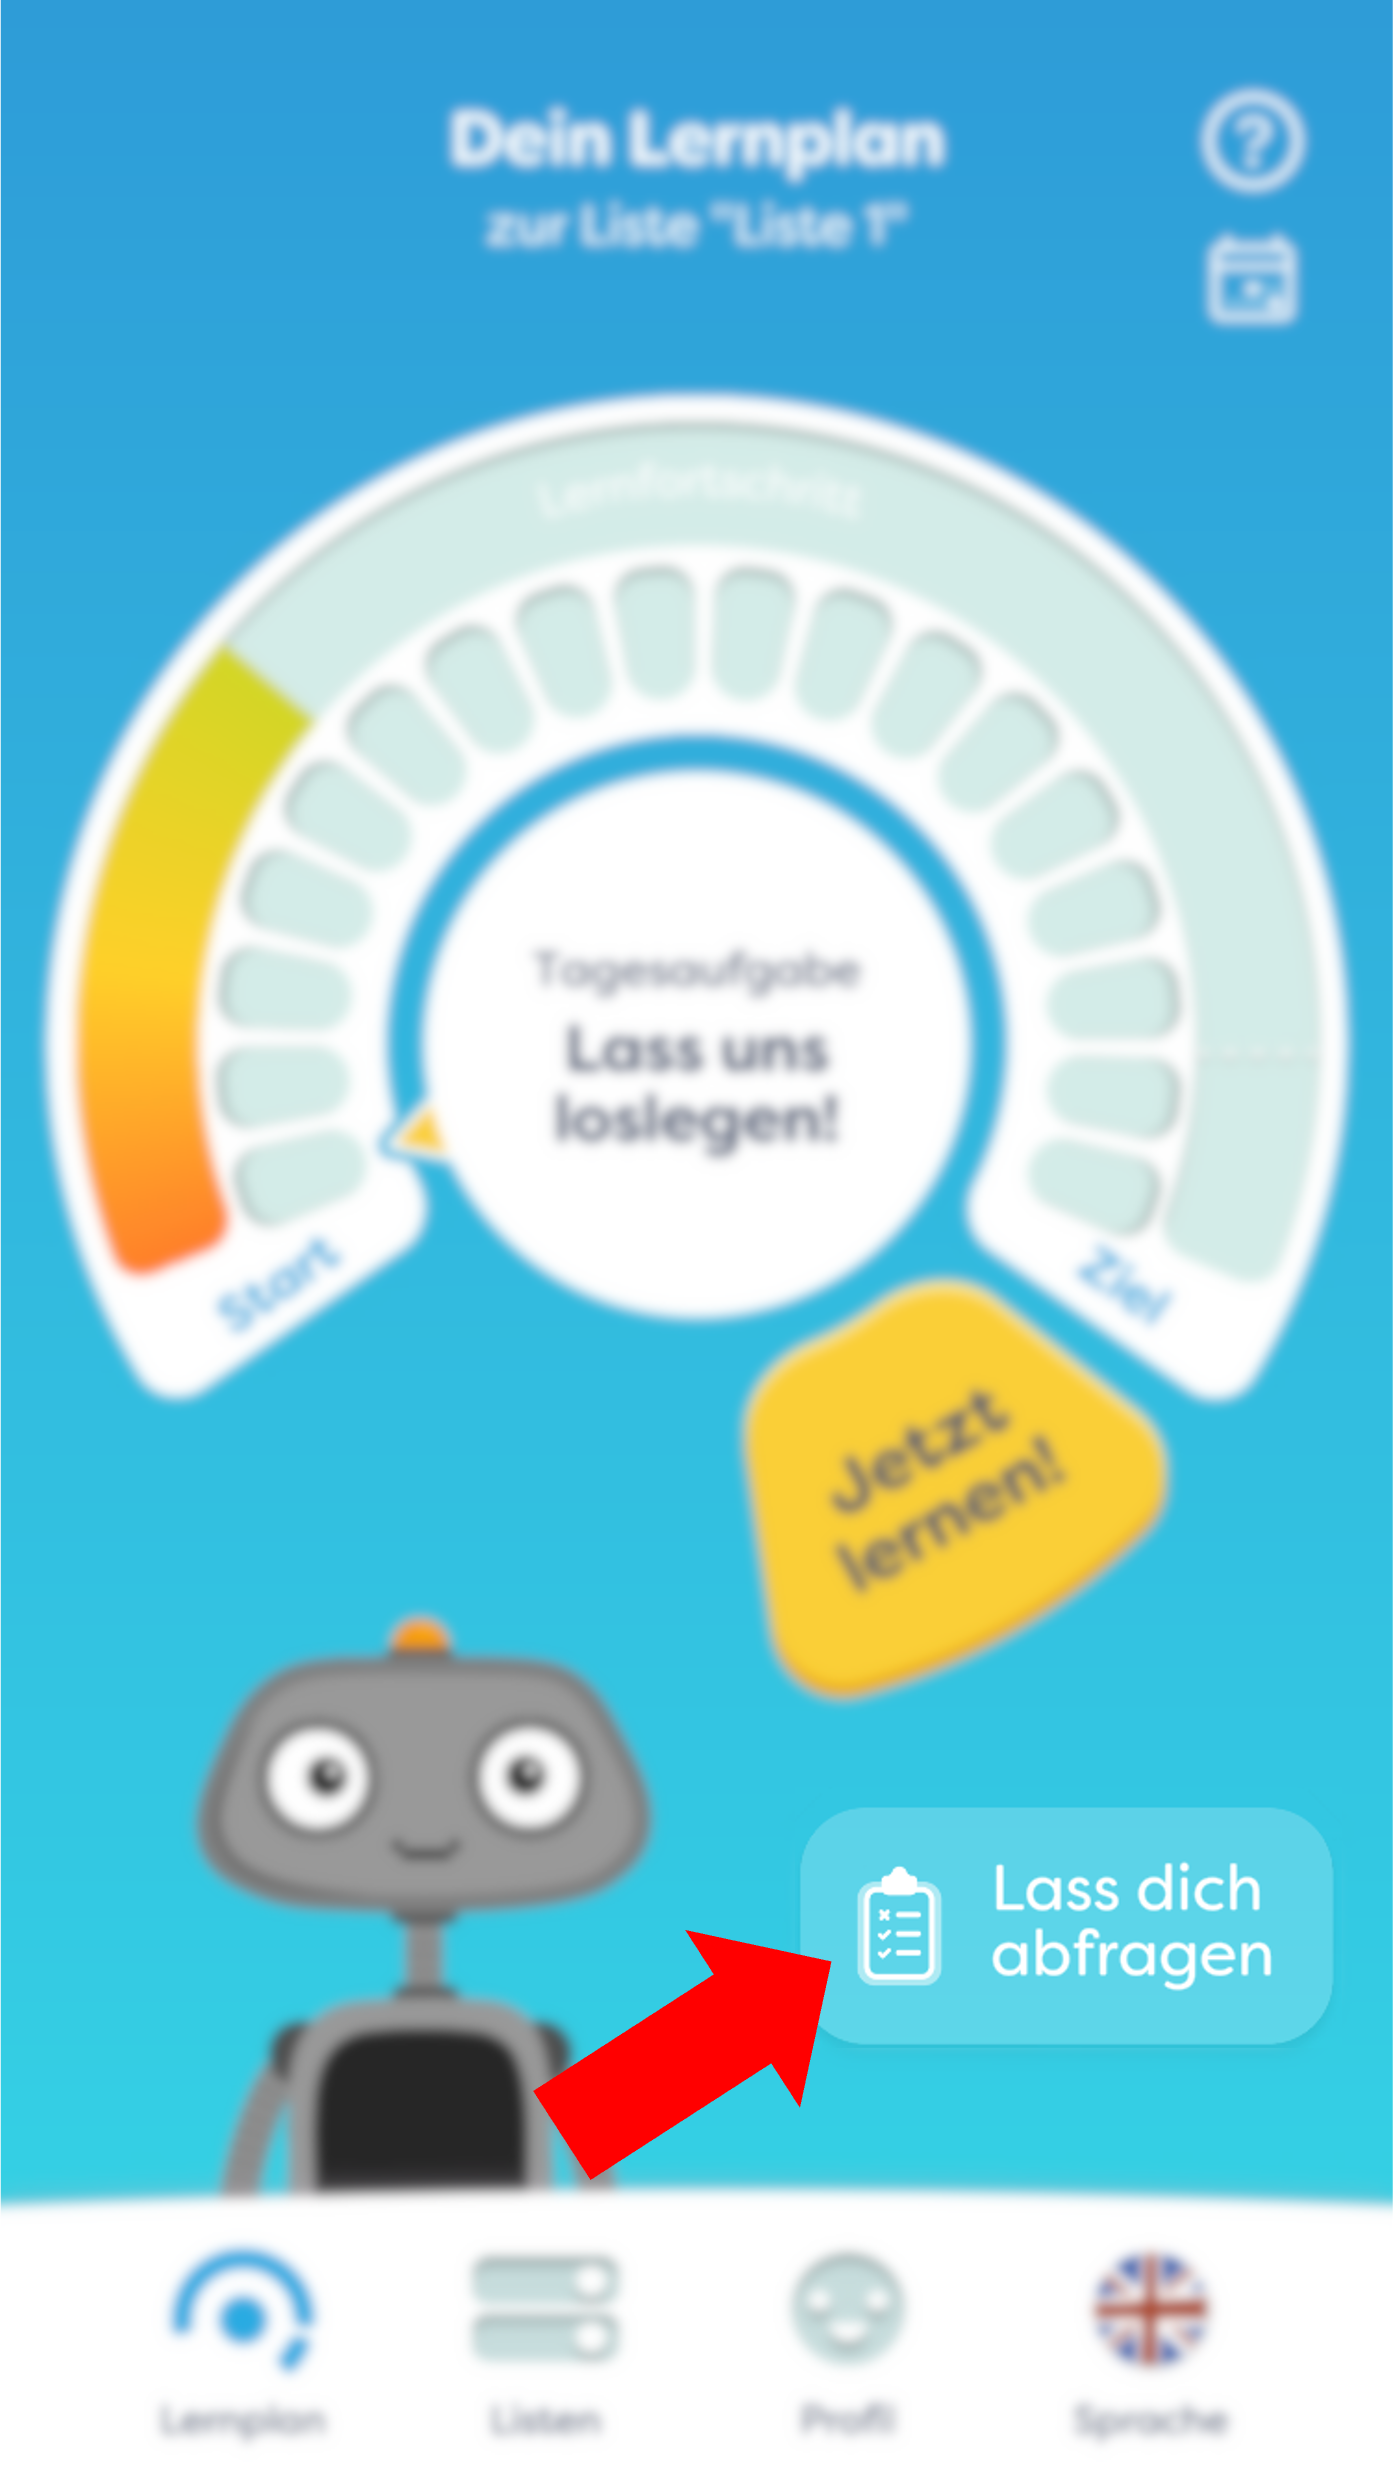 Dein Lernplan
zur Liste "Liste 1"
Lernfortschritt
Tagesaufgabe
Lass uns
loslegen!
Start
Ziel
Jetzt
lernen!
Lass dich
abfragen
Lernplan
Listen
Profil
Sprache